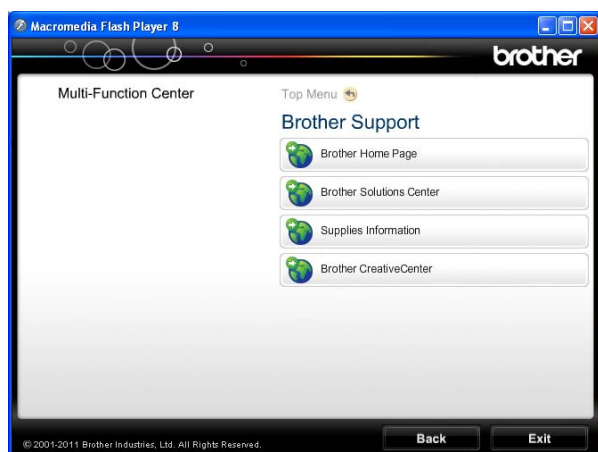 Macromedia Flash Player 8
brother
Multi-Function Center
Top Menu
Brother Support
Brother Home Page
Brother Solutions Center
Supplies Information
Brother CreativeCenter
© 2001-2011 Brother Industries, Ltd. All Rights Reserved.
Back
Exit